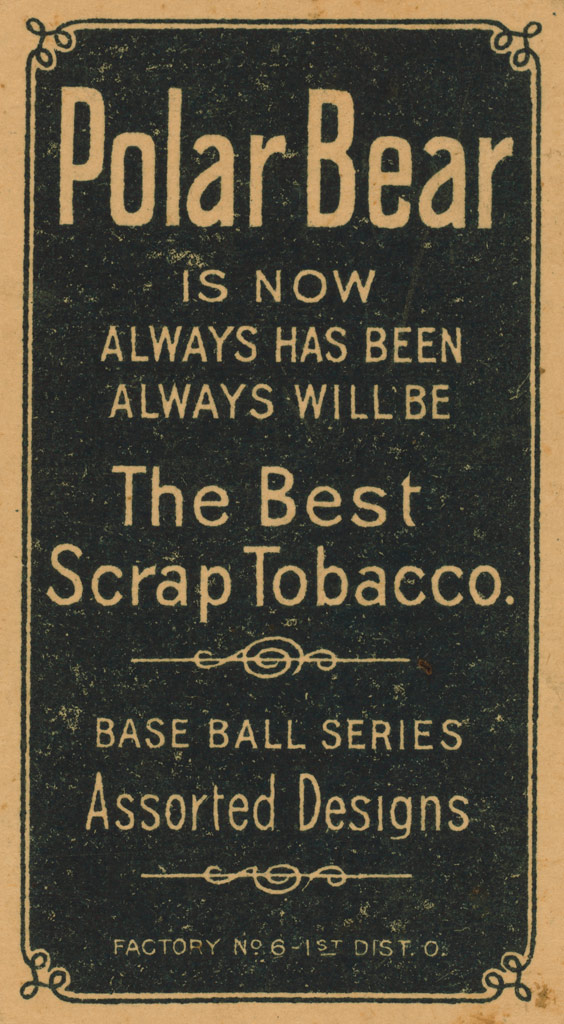 Polar Bear
IS NOW
ALWAYS HAS BEEN
ALWAYS WILL BE
The Best
Scrap Tobacco.
BASE BALL SERIES
Assorted Designs
FACTORY No. 6-1ST DIST. O.